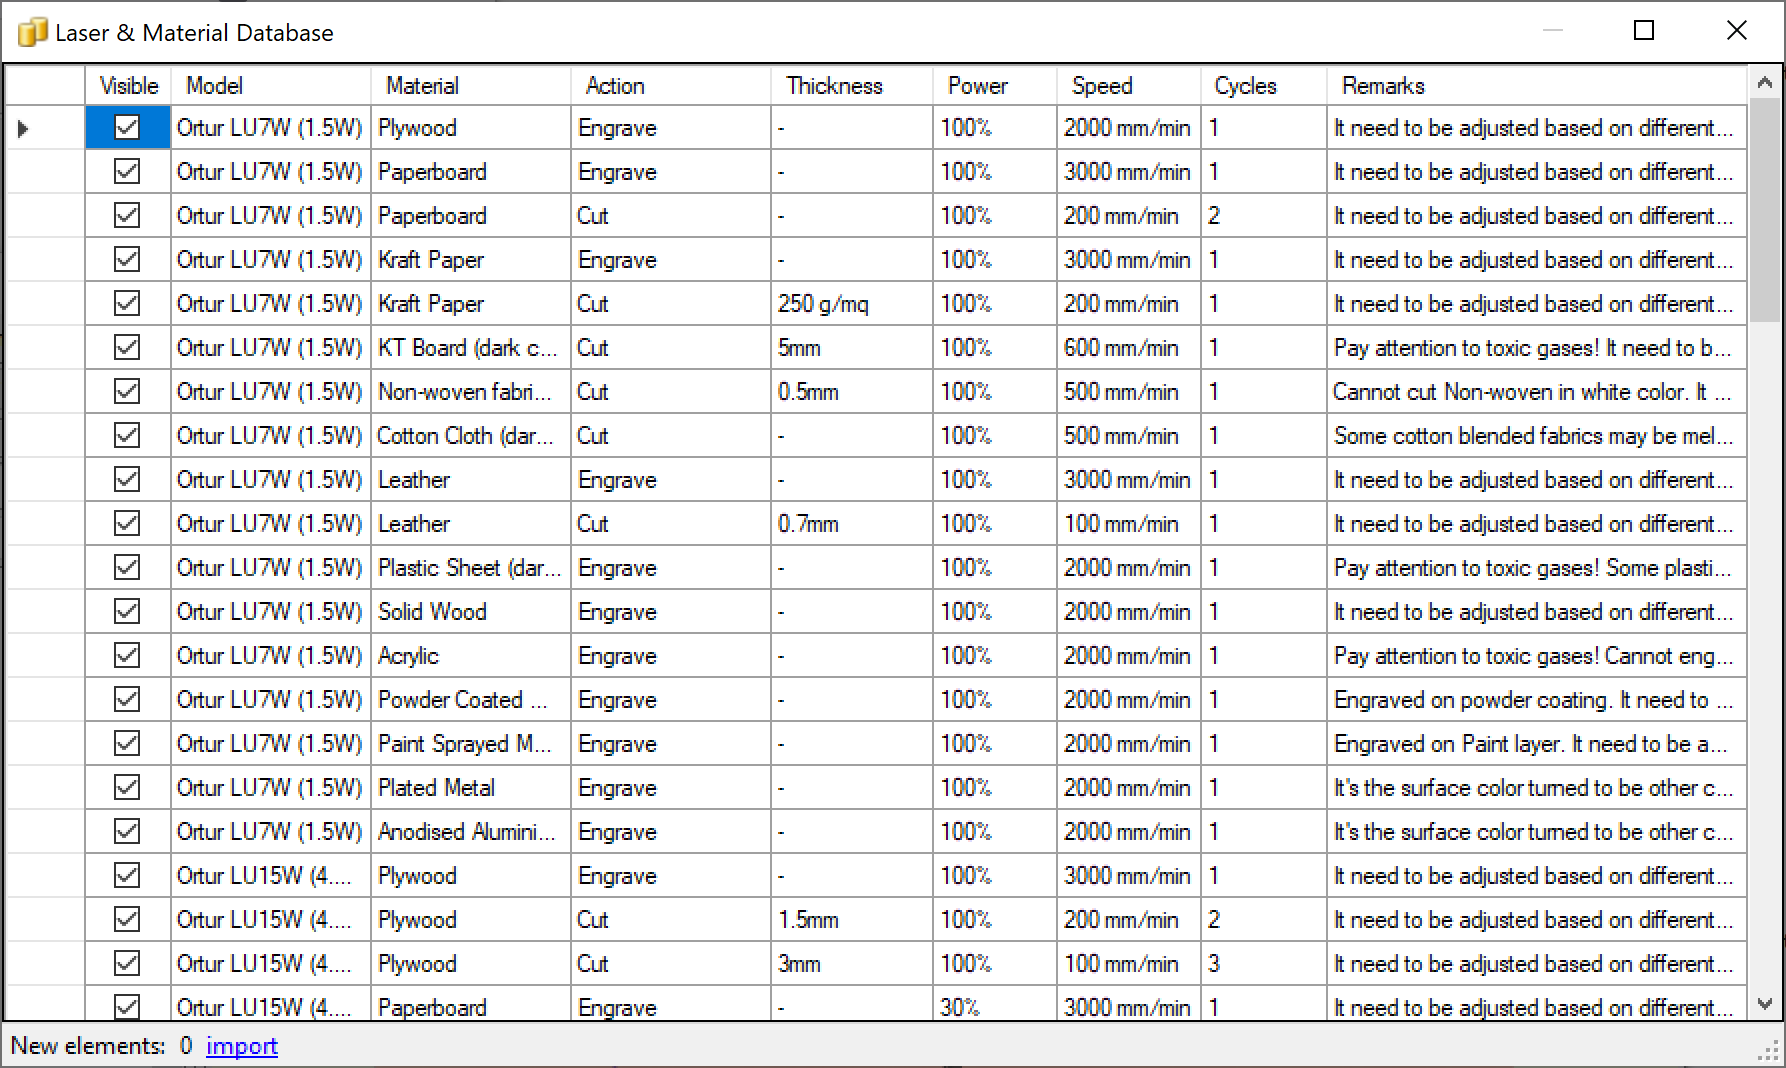 Laser & Material Database
Visible Model Material Action Thickness Power Speed Cycles Remarks
Ortur LU7W (1.5W) Plywood Engrave - 100% 2000 mm/min 1 It need to be adjusted based on different...
Ortur LU7W (1.5W) Paperboard Engrave - 100% 3000 mm/min 1 It need to be adjusted based on different...
Ortur LU7W (1.5W) Paperboard Cut - 100% 200 mm/min 2 It need to be adjusted based on different...
Ortur LU7W (1.5W) Kraft Paper Engrave - 100% 3000 mm/min 1 It need to be adjusted based on different...
Ortur LU7W (1.5W) Kraft Paper Cut 250 g/mq 100% 200 mm/min 1 It need to be adjusted based on different...
Ortur LU7W (1.5W) KT Board (dark c... Cut 5mm 100% 600 mm/min 1 Pay attention to toxic gases! It need to b...
Ortur LU7W (1.5W) Non-woven fabri... Cut 0.5mm 100% 500 mm/min 1 Cannot cut Non-woven in white color. It ...
Ortur LU7W (1.5W) Cotton Cloth (dar... Cut - 100% 500 mm/min 1 Some cotton blended fabrics may be mel...
Ortur LU7W (1.5W) Leather Engrave - 100% 3000 mm/min 1 It need to be adjusted based on different...
Ortur LU7W (1.5W) Leather Cut 0.7mm 100% 100 mm/min 1 It need to be adjusted based on different...
Ortur LU7W (1.5W) Plastic Sheet (dar... Engrave - 100% 2000 mm/min 1 Pay attention to toxic gases! Some plasti...
Ortur LU7W (1.5W) Solid Wood Engrave - 100% 2000 mm/min 1 It need to be adjusted based on different...
Ortur LU7W (1.5W) Acrylic Engrave - 100% 2000 mm/min 1 Pay attention to toxic gases! Cannot eng...
Ortur LU7W (1.5W) Powder Coated ... Engrave - 100% 2000 mm/min 1 Engraved on powder coating. It need to ...
Ortur LU7W (1.5W) Paint Sprayed M... Engrave - 100% 2000 mm/min 1 Engraved on Paint layer. It need to be a...
Ortur LU7W (1.5W) Plated Metal Engrave - 100% 2000 mm/min 1 It's the surface color turned to be other c...
Ortur LU7W (1.5W) Anodised Alumini... Engrave - 100% 2000 mm/min 1 It's the surface color turned to be other c...
Ortur LU15W (4.... Plywood Engrave - 100% 3000 mm/min 1 It need to be adjusted based on different...
Ortur LU15W (4.... Plywood Cut 1.5mm 100% 200 mm/min 2 It need to be adjusted based on different...
Ortur LU15W (4.... Plywood Cut 3mm 100% 100 mm/min 3 It need to be adjusted based on different...
Ortur LU15W (4.... Paperboard Engrave - 30% 3000 mm/min 1 It need to be adjusted based on different...
New elements: 0 import